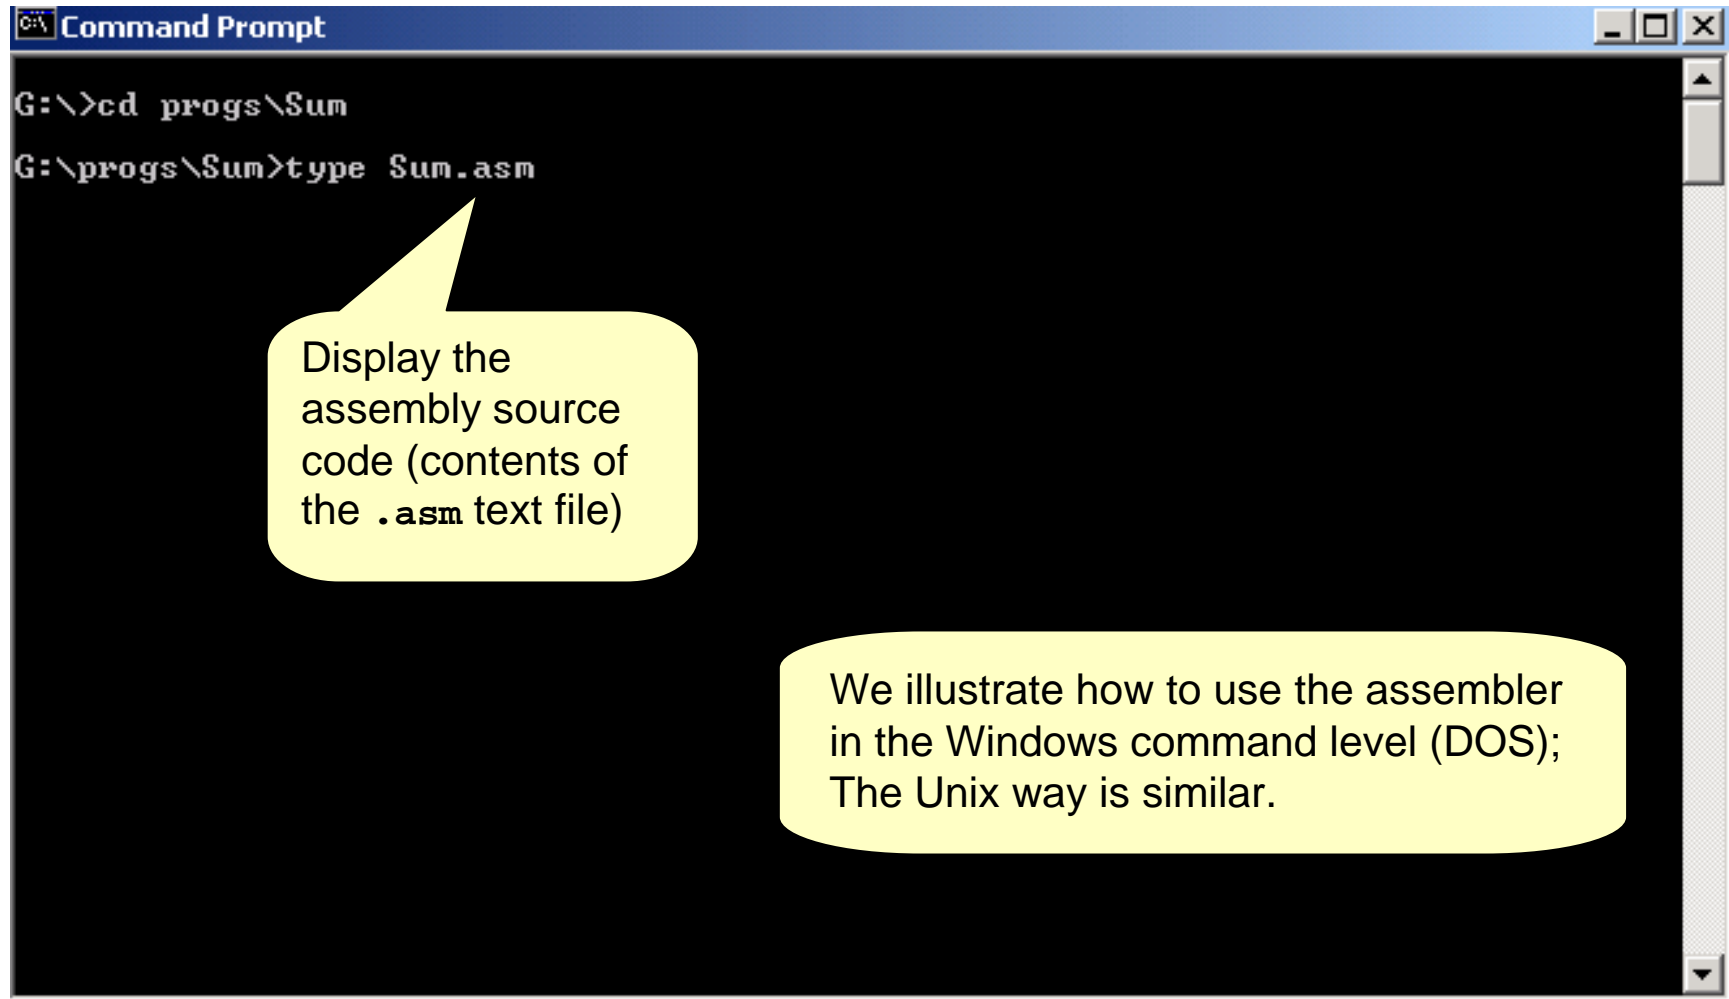 Command Prompt
G:\>cd progs\Sum
G:\progs\Sum>type Sum.asm
Display the
assembly source
code (contents of
the .asm text file)
We illustrate how to use the assembler
in the Windows command level (DOS);
The Unix way is similar.